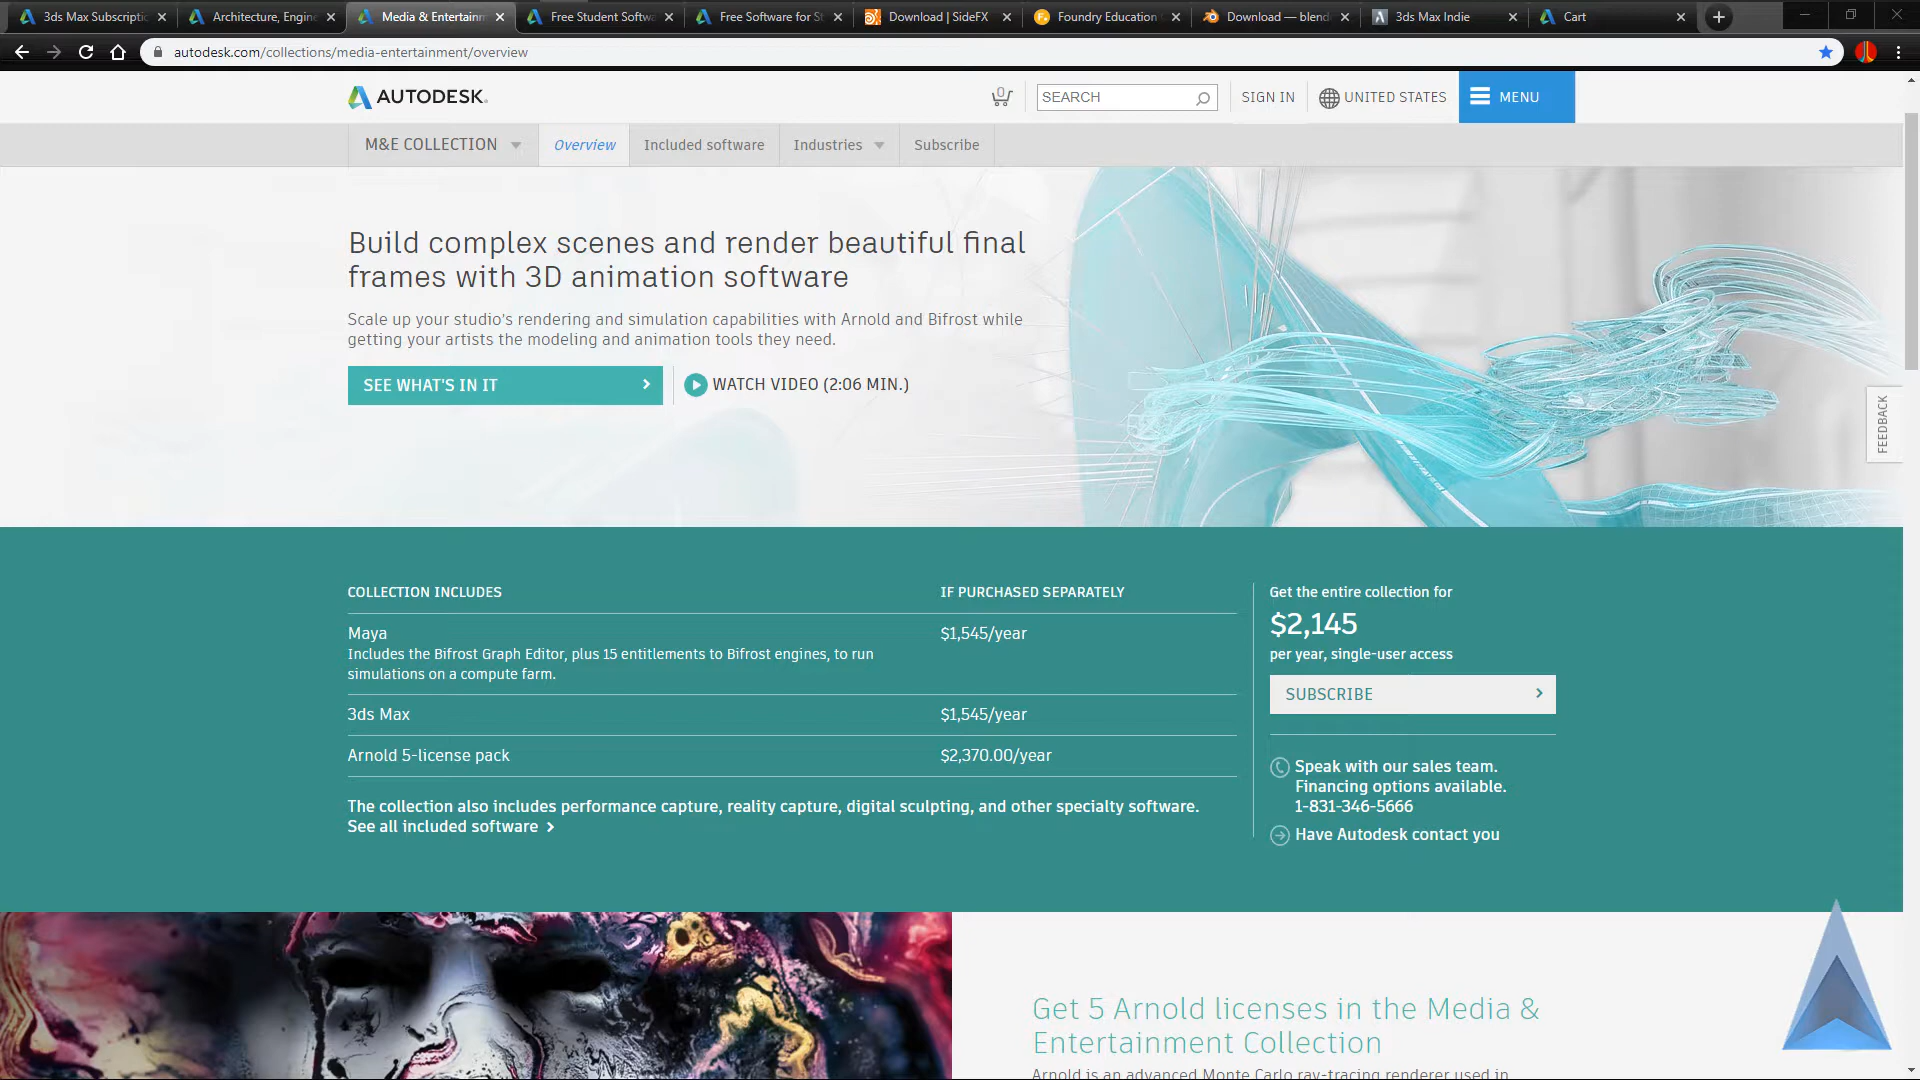 3ds Max Subscripti
Architecture, Engine
Media & Entertainm
Free Student Softwa
Free Software for St
Download | SideFX
Foundry Education
Download — blend
3ds Max Indie
Cart
autodesk.com/collections/media-entertainment/overview
AUTODESK.
0
SEARCH
SIGN IN
UNITED STATES
MENU
M&E COLLECTION
Overview
Included software
Industries
Subscribe
Build complex scenes and render beautiful final
frames with 3D animation software
Scale up your studio's rendering and simulation capabilities with Arnold and Bifrost while
getting your artists the modeling and animation tools they need.
SEE WHAT'S IN IT
WATCH VIDEO (2:06 MIN.)
FEEDBACK
COLLECTION INCLUDES
IF PURCHASED SEPARATELY
Maya
$1,545/year
Includes the Bifrost Graph Editor, plus 15 entitlements to Bifrost engines, to run
simulations on a compute farm.
3ds Max
$1,545/year
Arnold 5-license pack
$2,370.00/year
The collection also includes performance capture, reality capture, digital sculpting, and other specialty software.
See all included software
Get the entire collection for
$2,145
per year, single-user access
SUBSCRIBE
Speak with our sales team.
Financing options available.
1-831-346-5666
Have Autodesk contact you
Get 5 Arnold licenses in the Media &
Entertainment Collection
Arnold is an advanced Monte Carlo ray-tracing renderer used in